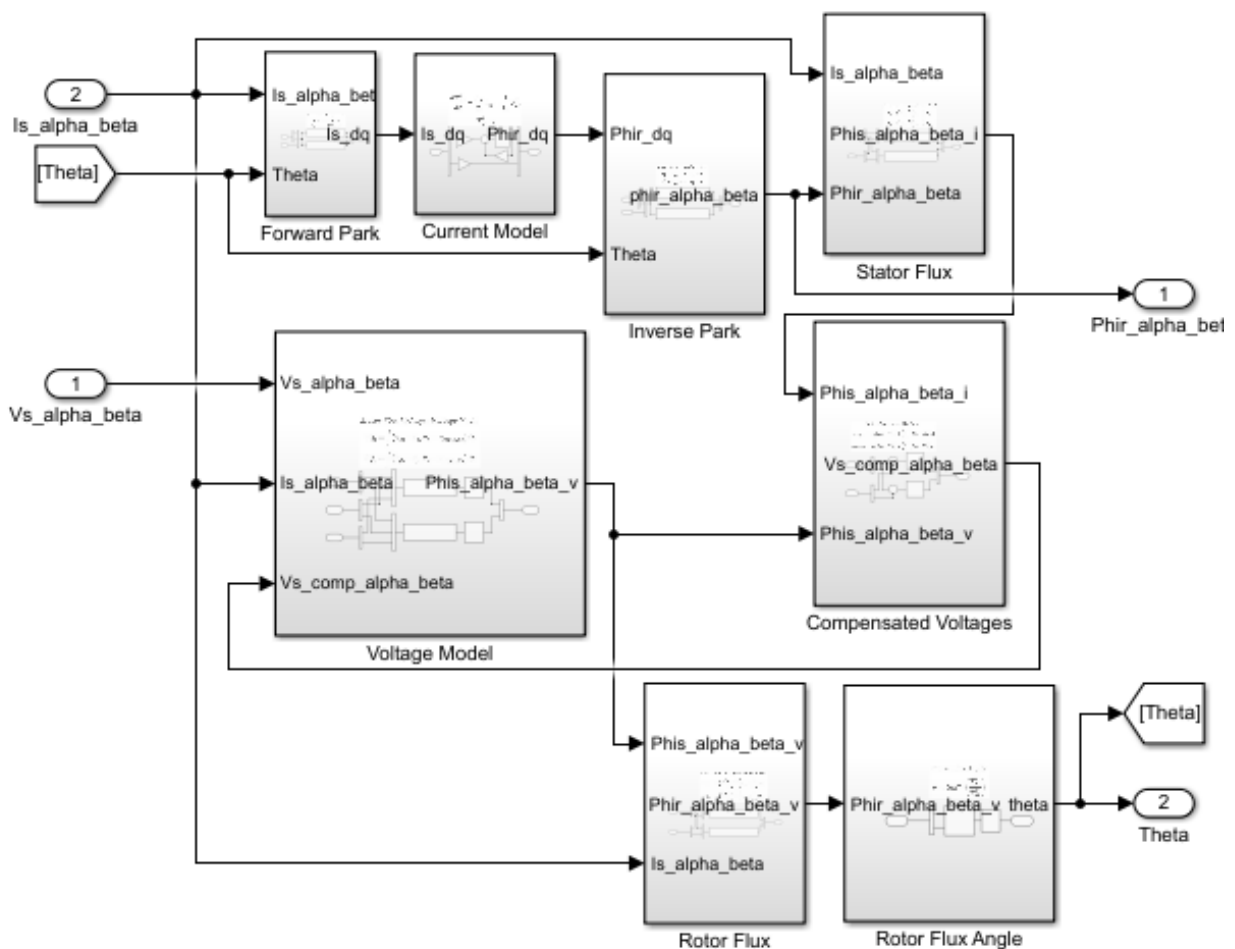 2
Is_alpha_beta
[Theta]
Is_alpha_bet
Is_dq
Theta
Forward Park
Is_dq
Phir_dq
Current Model
Phir_dq
phir_alpha_beta
Theta
Inverse Park
Is_alpha_beta
Phis_alpha_beta_i
Phir_alpha_beta
Stator Flux
1
Phir_alpha_bet
1
Vs_alpha_beta
Vs_alpha_beta
Is_alpha_beta
Phis_alpha_beta_v
Vs_comp_alpha_beta
Voltage Model
Phis_alpha_beta_i
Vs_comp_alpha_beta
Phis_alpha_beta_v
Compensated Voltages
Phis_alpha_beta_v
Phir_alpha_beta_v
Is_alpha_beta
Rotor Flux
Phir_alpha_beta_v
theta
Rotor Flux Angle
[Theta]
2
Theta